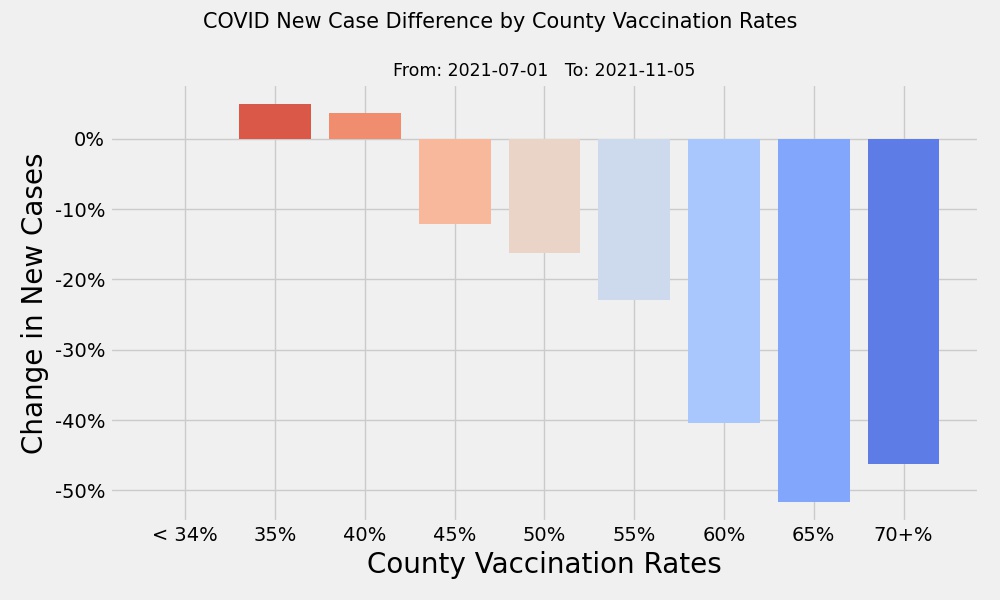 COVID New Case Difference by County Vaccination Rates
From: 2021-07-01 To: 2021-11-05
Change in New Cases
0%
-10%
-20%
-30%
-40%
-50%
< 34% 35% 40% 45% 50% 55% 60% 65% 70+%
County Vaccination Rates